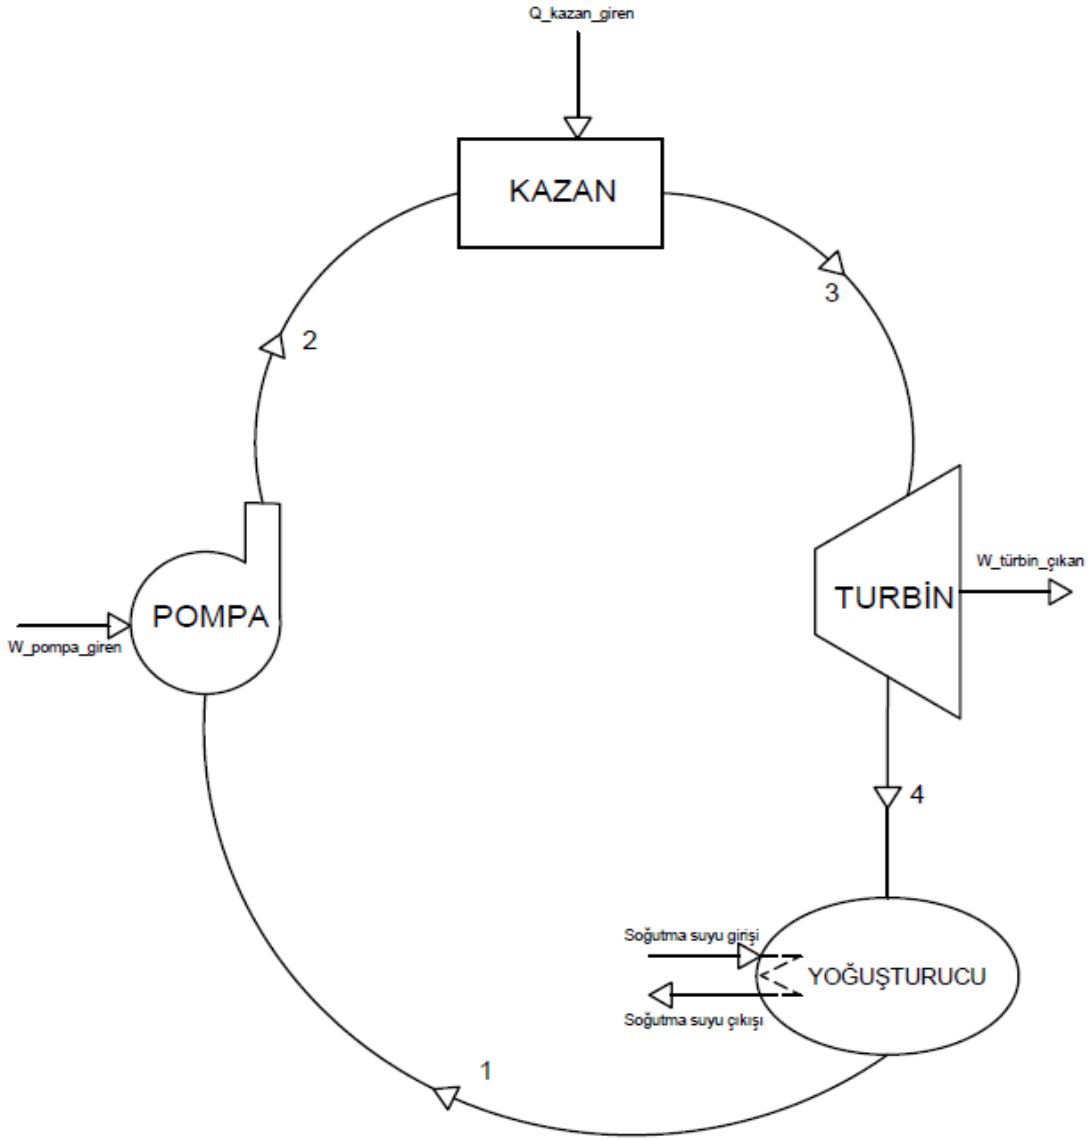 Q_kazan_giren
KAZAN
3
2
W_türbin_çıkan
TURBİN
POMPA
W_pompa_giren
4
Soğutma suyu girişi
YOĞUŞTURUCU
Soğutma suyu çıkışı
1